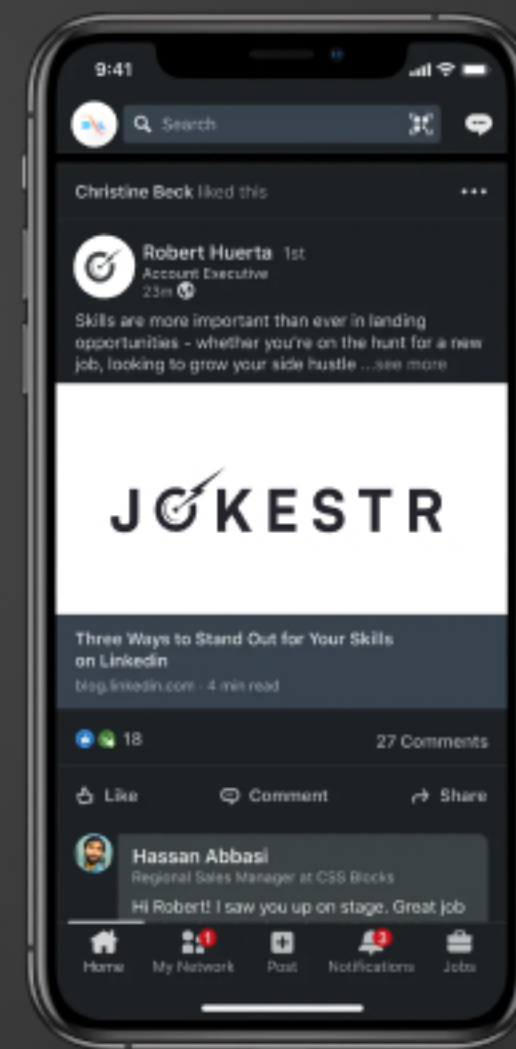 9:41
Search
Christine Beck liked this
Robert Huerta 1st
Account Executive
23m
Skills are more important than ever in landing
opportunities - whether you're on the hunt for a new
job, looking to grow your side hustle ...see more
JOKESTR
Three Ways to Stand Out for Your Skills
on Linkedin
blog.linkedin.com · 4 min read
18
27 Comments
Like
Comment
Share
Hassan Abbasi
Regional Sales Manager at CSS Blocks
Hi Robert! I saw you up on stage. Great job
1
3
Home
My Network
Post
Notifications
Jobs